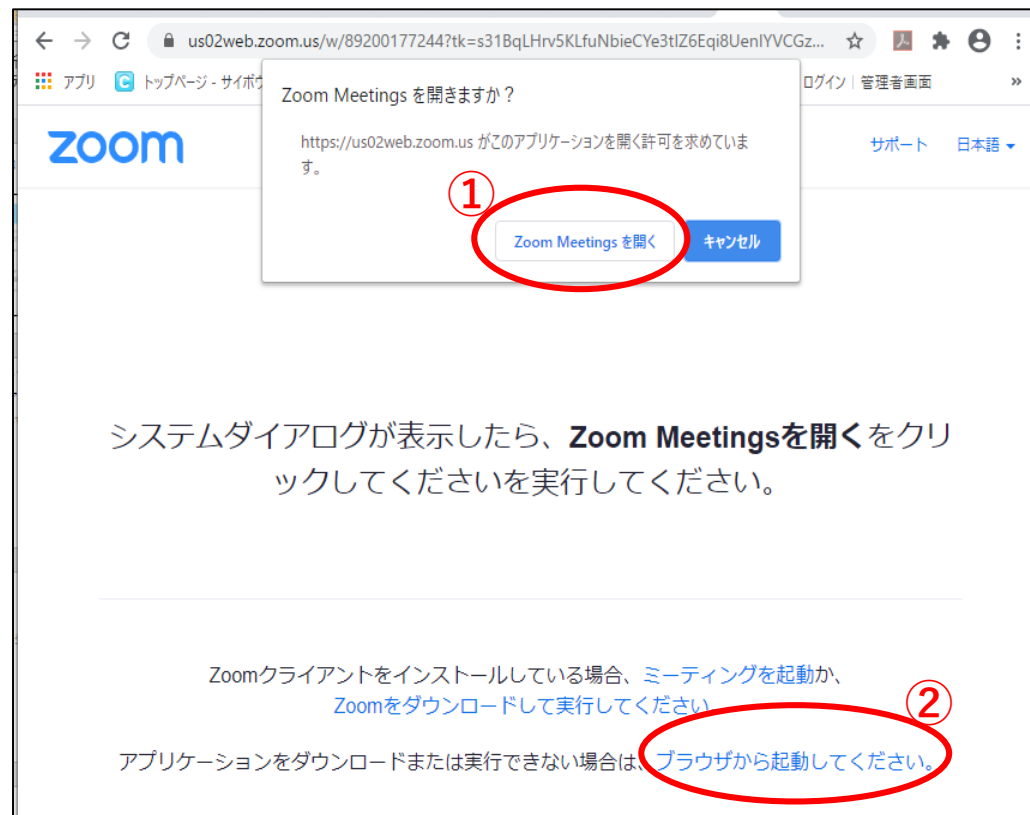 us02web.zoom.us/w/89200177244?tk=s31BqLHrv5KLfuNbieCYe3tIZ6Eqi8UenIYVCGz...
アプリ トップページ - サイボウ ログイン | 管理者画面 »
Zoom Meetings を開きますか？
zoom
サポート 日本語
https://us02web.zoom.us がこのアプリケーションを開く許可を求めていま
す。
①
Zoom Meetings を開く キャンセル
システムダイアログが表示したら、Zoom Meetingsを開くをクリ
ックしてくださいを実行してください。
Zoomクライアントをインストールしている場合、ミーティングを起動か、
Zoomをダウンロードして実行してください。
②
アプリケーションをダウンロードまたは実行できない場合は、ブラウザから起動してください。